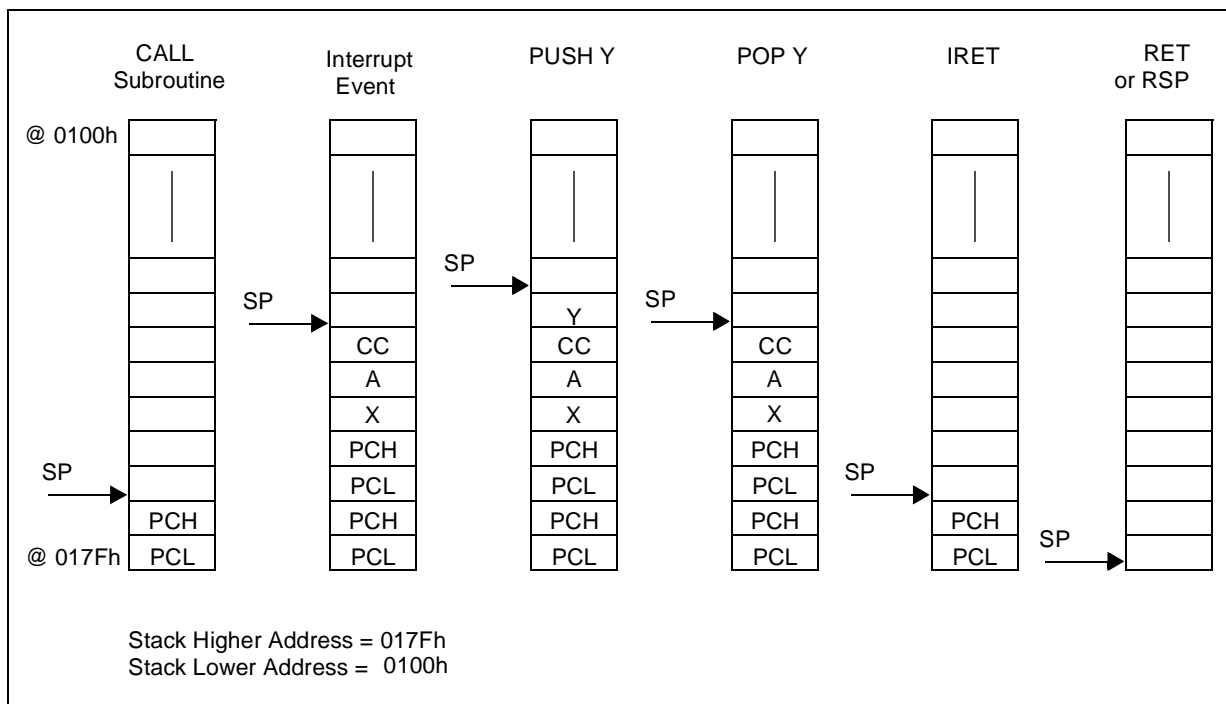 CALL
Subroutine
Interrupt
Event
PUSH Y
POP Y
IRET
RET
or RSP
@ 0100h
SP
PCH
@ 017Fh PCL
SP
CC
A
X
PCH
PCL
PCH
PCL
SP
Y
CC
A
X
PCH
PCL
PCH
PCL
SP
CC
A
X
PCH
PCL
PCH
PCL
SP
PCH
PCL
SP
Stack Higher Address = 017Fh
Stack Lower Address = 0100h